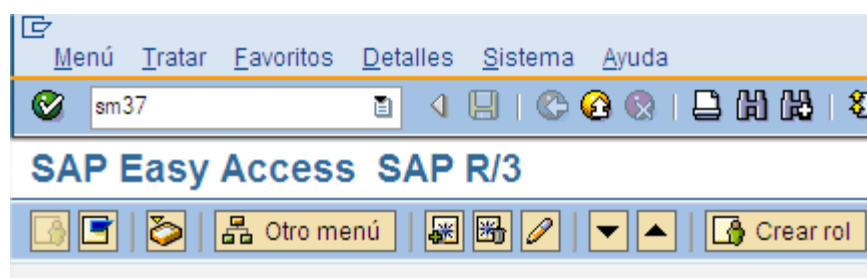 Menú Tratar Favoritos Detalles Sistema Ayuda
sm37
SAP Easy Access SAP R/3
Otro menú Crear rol